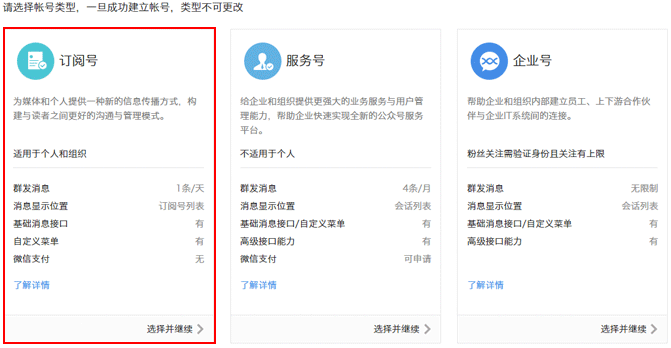 请选择帐号类型，一旦成功建立帐号，类型不可更改
订阅号
为媒体和个人提供一种新的信息传播方式，构
建与读者之间更好的沟通与管理模式。
适用于个人和组织
群发消息 1条/天
消息显示位置 订阅号列表
基础消息接口 有
自定义菜单 有
微信支付 无
了解详情
选择并继续
服务号
给企业和组织提供更强大的业务服务与用户管
理能力，帮助企业快速实现全新的公众号服务
平台。
不适用于个人
群发消息 4条/月
消息显示位置 会话列表
基础消息接口/自定义菜单 有
高级接口能力 有
微信支付 可申请
了解详情
选择并继续
企业号
帮助企业和组织内部建立员工、上下游合作伙
伴与企业IT系统间的连接。
粉丝关注需验证身份且关注有上限
群发消息 无限制
消息显示位置 会话列表
基础消息接口/自定义菜单 有
高级接口能力 有
了解详情
选择并继续